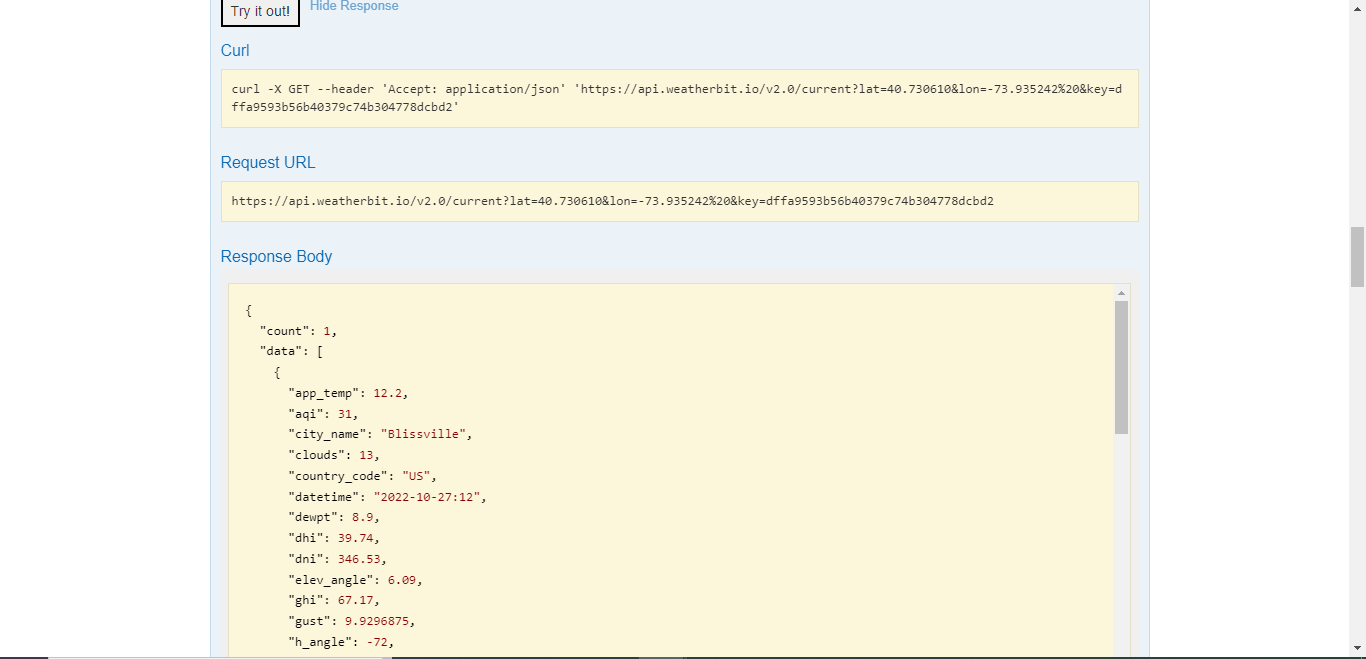 Try it out!
Hide Response
Curl
curl -X GET --header 'Accept: application/json' 'https://api.weatherbit.io/v2.0/current?lat=40.730610&lon=-73.935242%20&key=d
ffa9593b56b40379c74b304778dcbd2'
Request URL
https://api.weatherbit.io/v2.0/current?lat=40.730610&lon=-73.935242%20&key=dffa9593b56b40379c74b304778dcbd2
Response Body
{
"count": 1,
"data": [
{
"app_temp": 12.2,
"aqi": 31,
"city_name": "Blissville",
"clouds": 13,
"country_code": "US",
"datetime": "2022-10-27:12",
"dewpt": 8.9,
"dhi": 39.74,
"dni": 346.53,
"elev_angle": 6.09,
"ghi": 67.17,
"gust": 9.9296875,
"h_angle": -72,